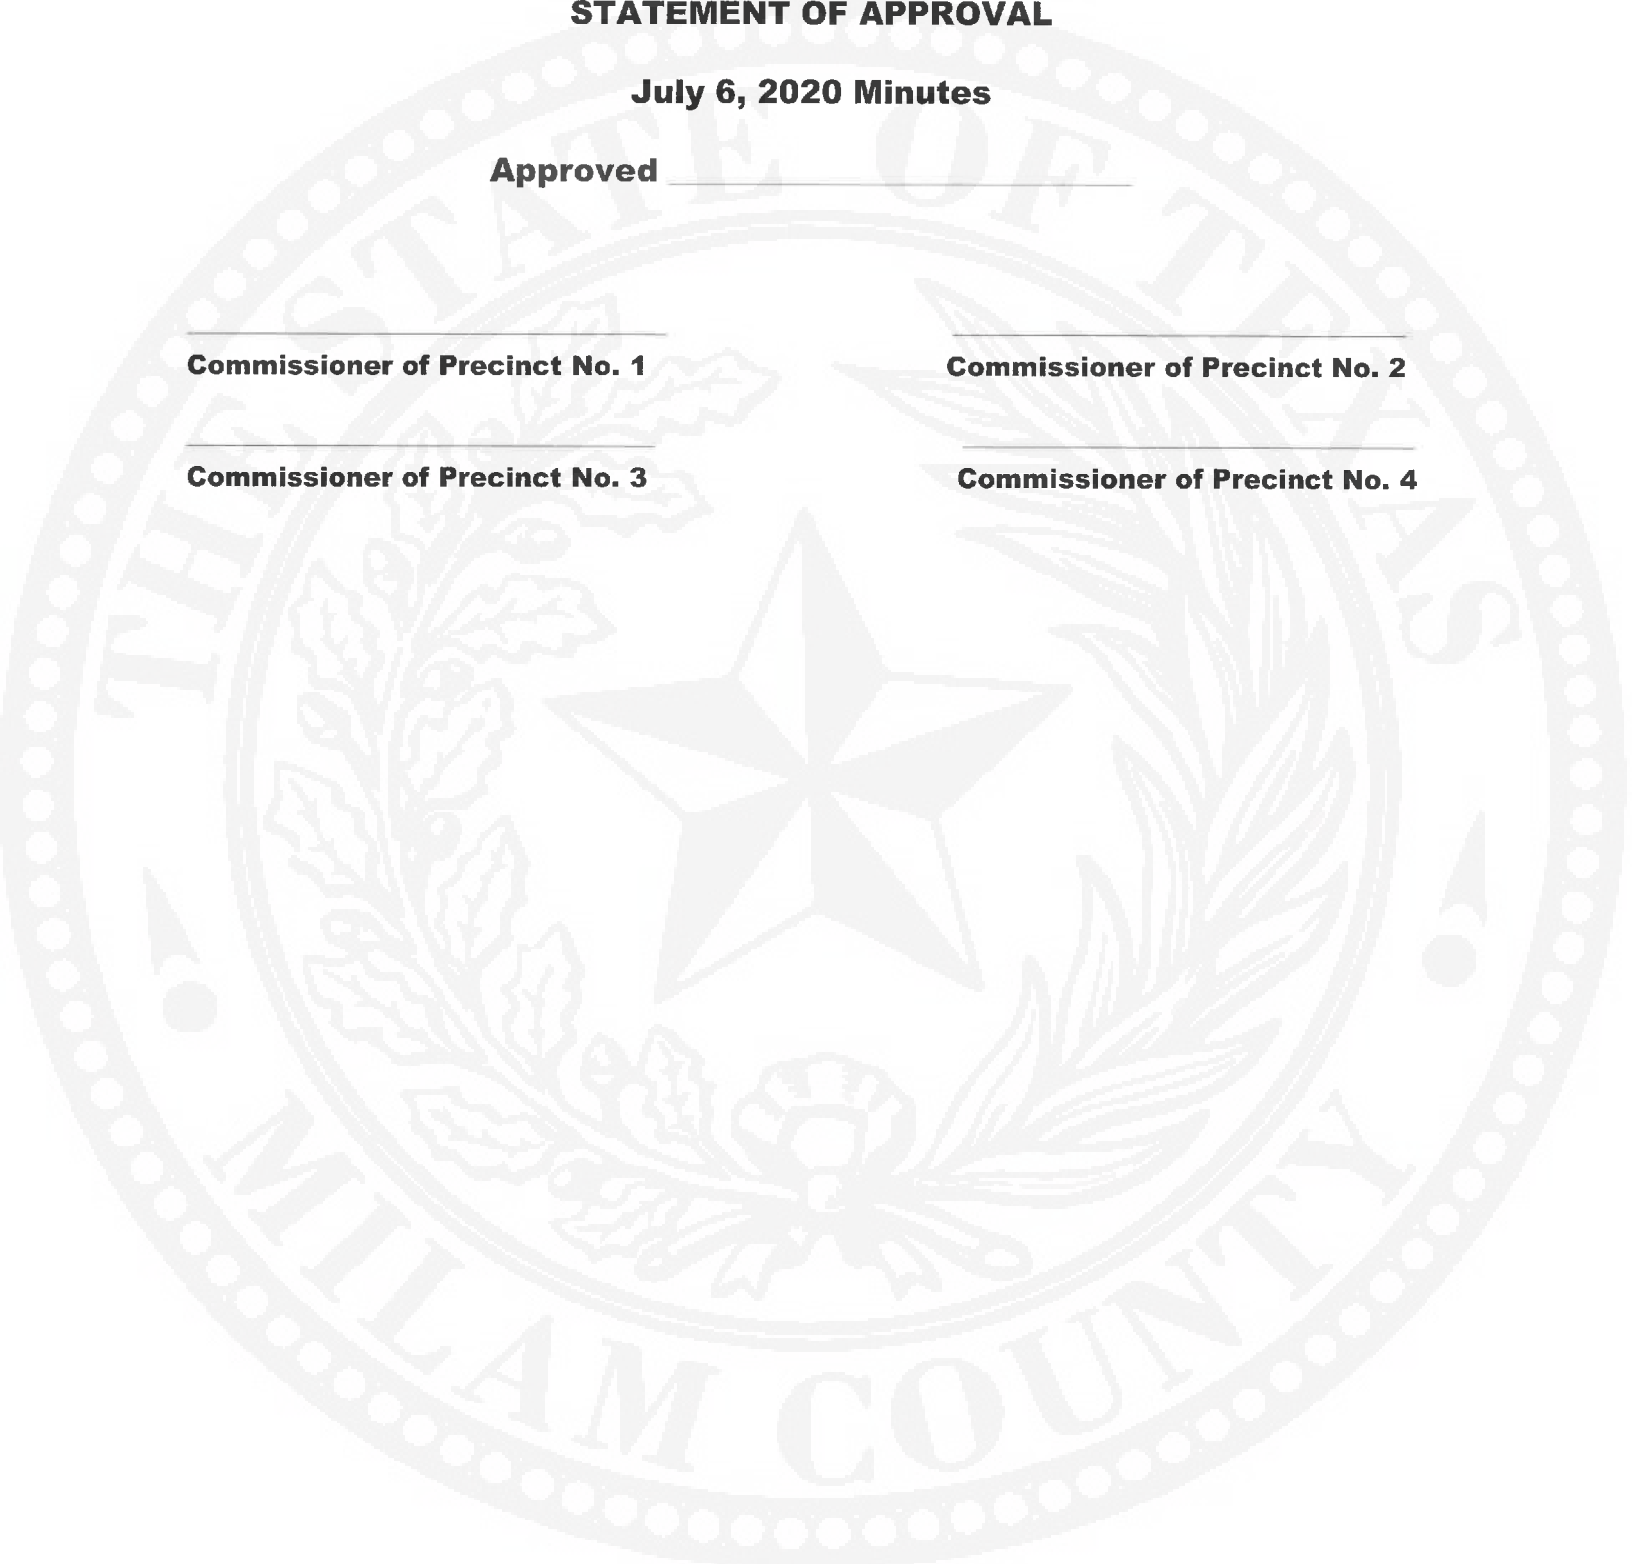 STATEMENT OF APPROVAL
July 6, 2020 Minutes
Approved
Commissioner of Precinct No. 1
Commissioner of Precinct No. 2
Commissioner of Precinct No. 3
Commissioner of Precinct No. 4
THE STATE OF TEXAS
MILAM COUNTY